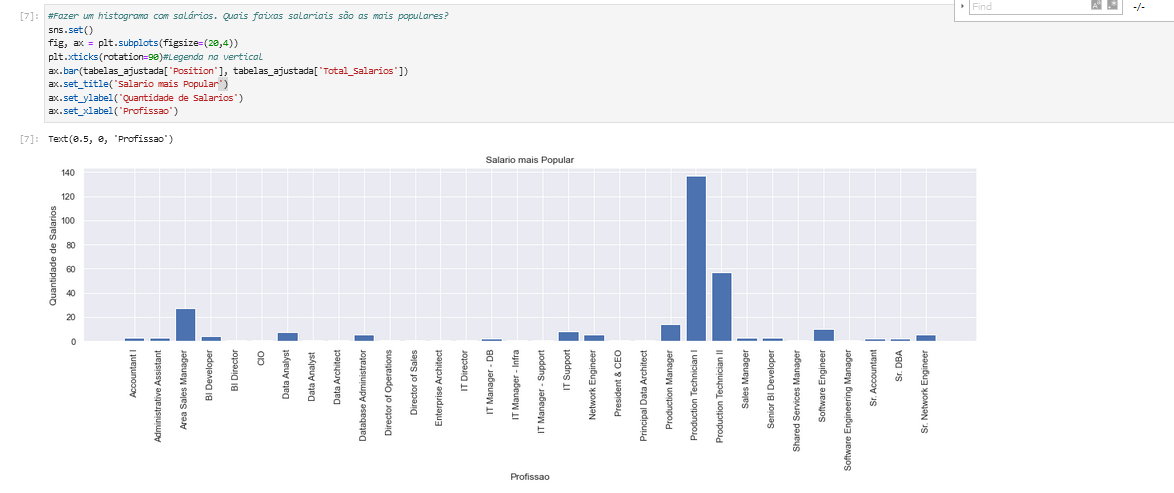 Find
-/-
[7]: #Fazer um histograma com salários. Quais faixas salariais são as mais populares?
sns.set()
fig, ax = plt.subplots(figsize=(20,4))
plt.xticks(rotation=90)#Legenda na vertical
ax.bar(tabelas_ajustada['Position'], tabelas_ajustada['Total_Salarios'])
ax.set_title('Salario mais Popular')
ax.set_ylabel('Quantidade de Salarios')
ax.set_xlabel('Profissao')
[7]: Text(0.5, 0, 'Profissao')
Salario mais Popular
Quantidade de Salarios
140
120
100
80
60
40
20
0
Accountant I
Administrative Assistant
Area Sales Manager
BI Developer
BI Director
CIO
Data Analyst
Data Analyst
Data Architect
Database Administrator
Director of Operations
Director of Sales
Enterprise Architect
IT Director
IT Manager - DB
IT Manager - Infra
IT Manager - Support
IT Support
Network Engineer
President & CEO
Principal Data Architect
Production Manager
Production Technician I
Production Technician II
Sales Manager
Senior BI Developer
Shared Services Manager
Software Engineer
Software Engineering Manager
Sr. Accountant
Sr. DBA
Sr. Network Engineer
Profissao